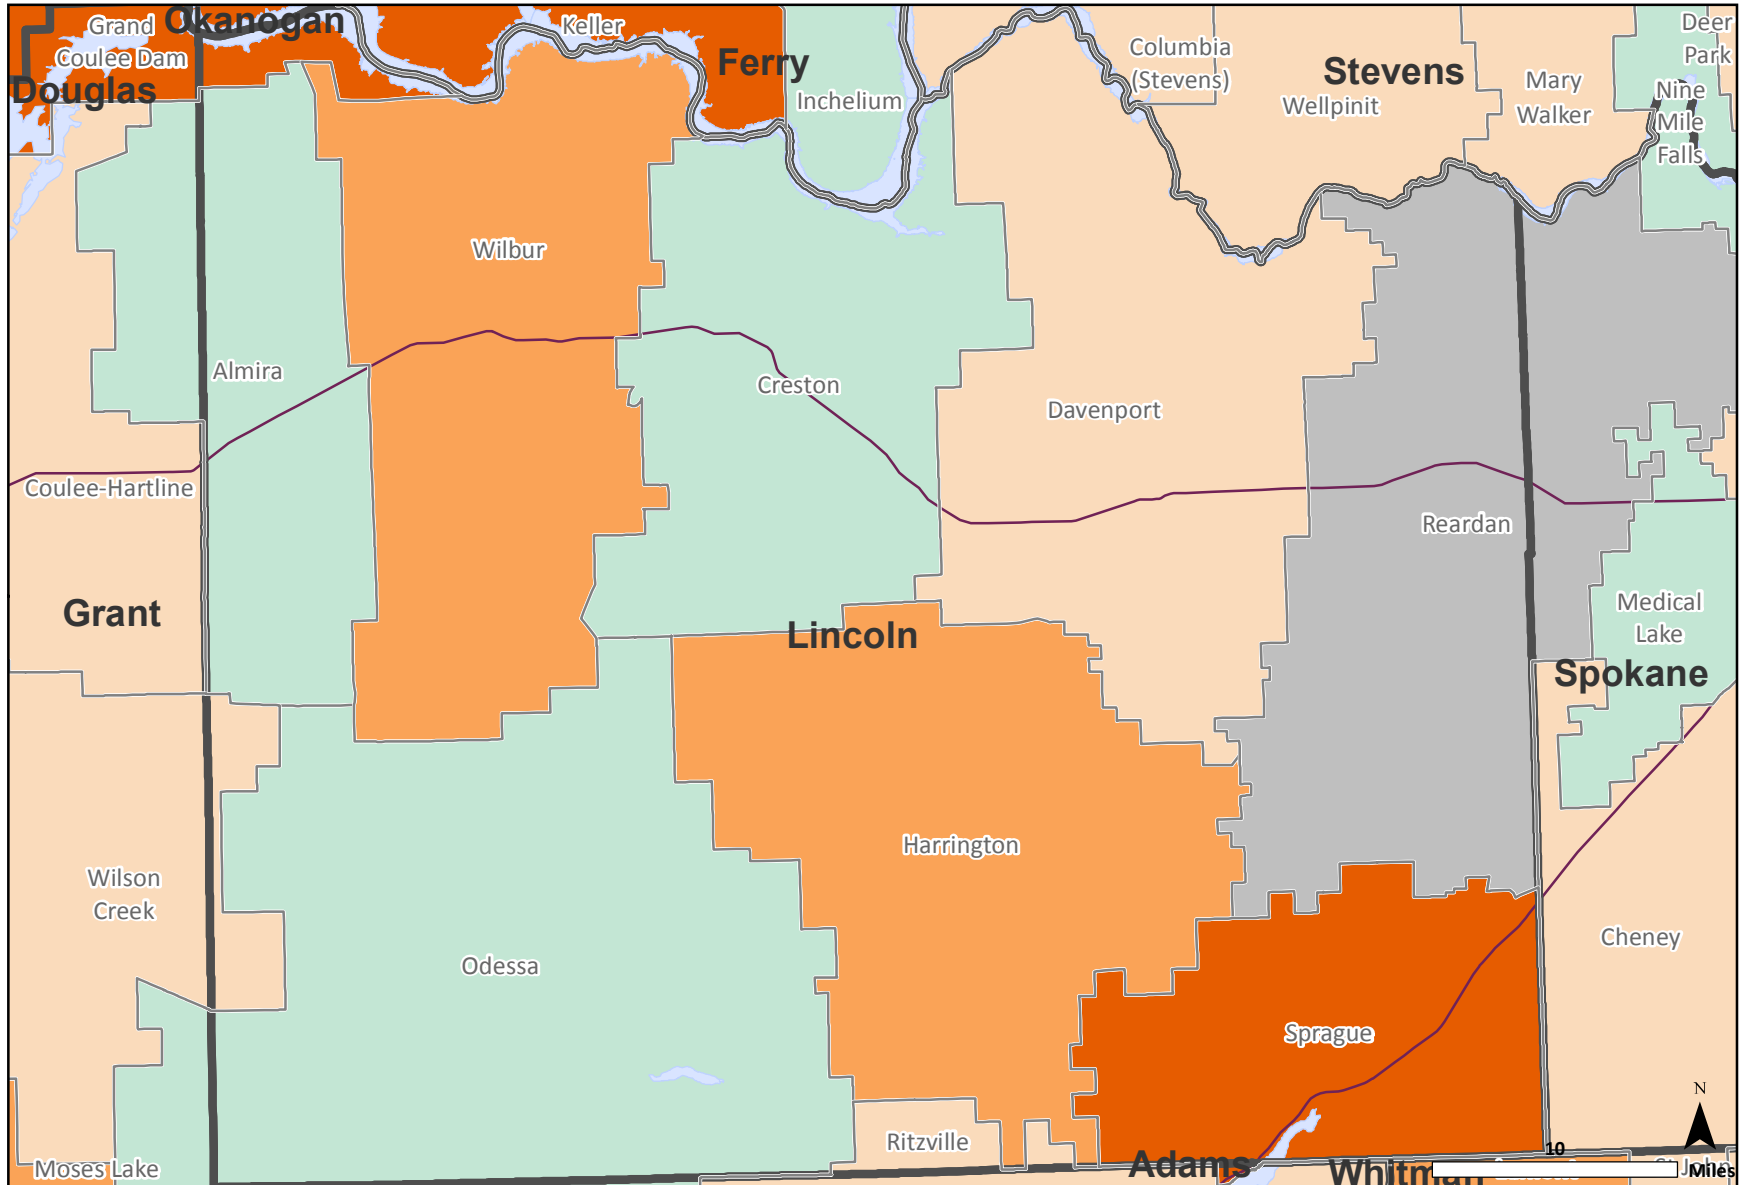 Okanogan
Grand
Coulee Dam
Keller
Ferry
Douglas
Inchelium
Columbia
(Stevens)
Stevens
Wellpinit
Mary
Walker
Deer
Park
Nine
Mile
Falls
Wilbur
Almira
Creston
Davenport
Coulee-Hartline
Reardan
Grant
Lincoln
Medical
Lake
Spokane
Harrington
Wilson
Creek
Odessa
Cheney
Sprague
Ritzville
Moses Lake
Adams
Whitman
N
10
Miles